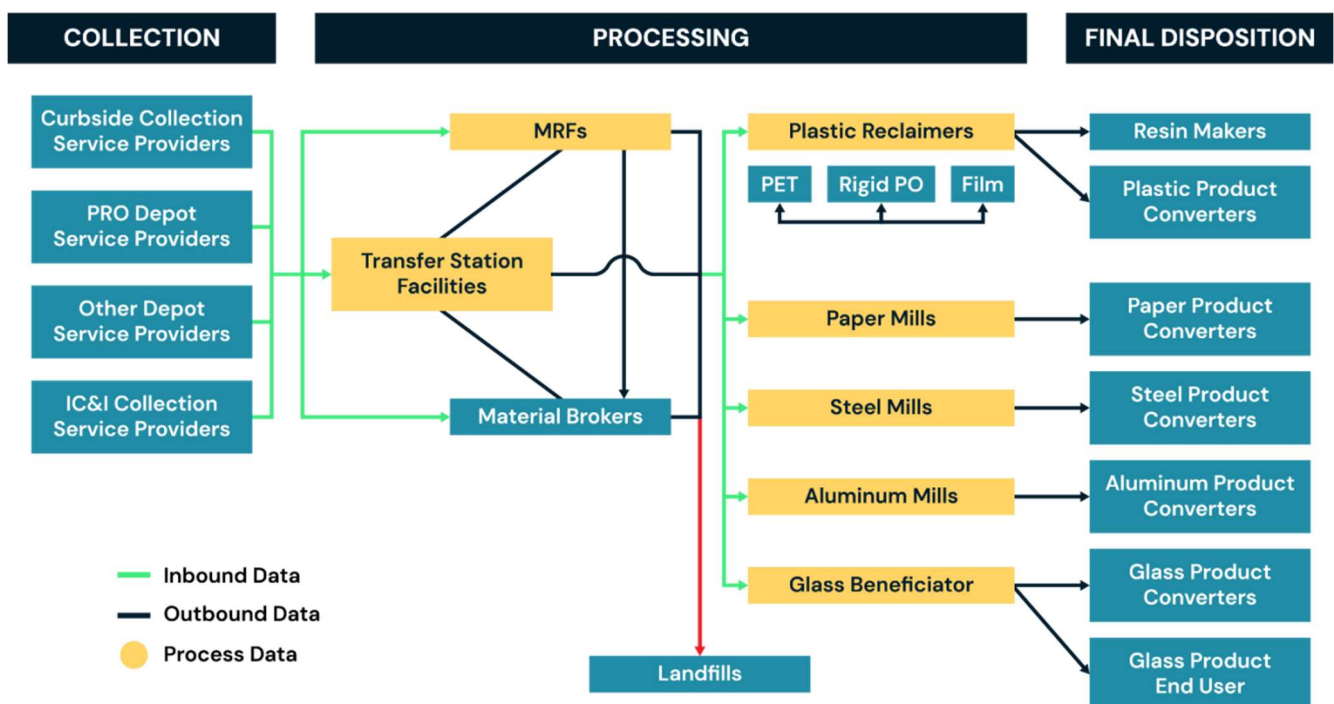 COLLECTION
PROCESSING
FINAL DISPOSITION
Curbside Collection
Service Providers
PRO Depot
Service Providers
Other Depot
Service Providers
IC&I Collection
Service Providers
MRFs
Transfer Station
Facilities
Material Brokers
Landfills
Plastic Reclaimers
PET
Rigid PO
Film
Paper Mills
Steel Mills
Aluminum Mills
Glass Beneficiator
Resin Makers
Plastic Product
Converters
Paper Product
Converters
Steel Product
Converters
Aluminum Product
Converters
Glass Product
Converters
Glass Product
End User
Inbound Data
Outbound Data
Process Data